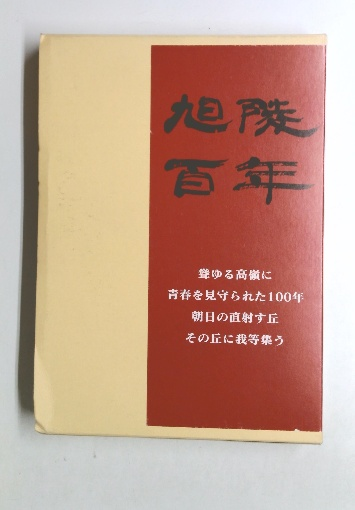 旭陵
百年
聳ゆる高嶺に
青春を見守られた100年
朝日の直射す丘
その丘に我等集う